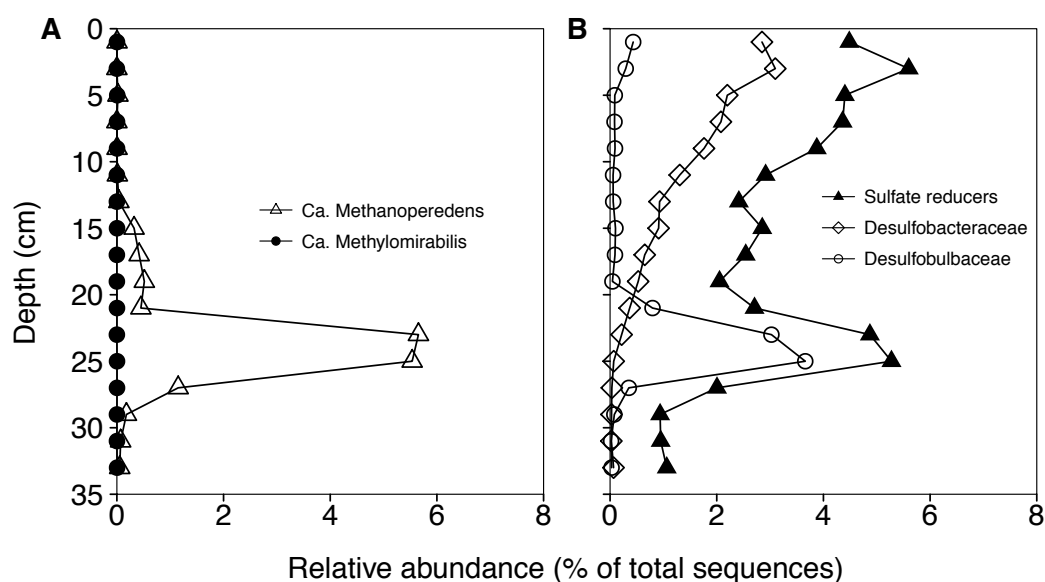 A
B
0
5
10
15
20
25
30
35
Depth (cm)
Ca. Methanoperedens
Ca. Methylomirabilis
Sulfate reducers
Desulfobacteraceae
Desulfobulbaceae
0 2 4 6 8
0 2 4 6 8
Relative abundance (% of total sequences)